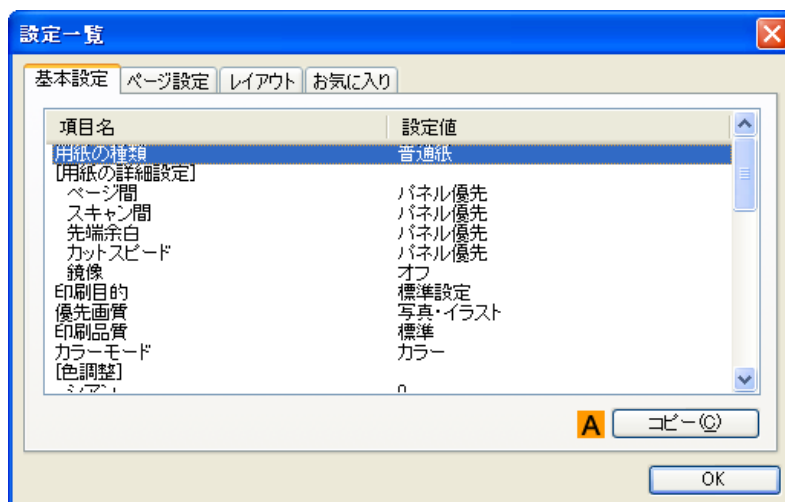 設定一覧
基本設定 ページ設定 レイアウト お気に入り
項目名 設定値
用紙の種類 普通紙
[用紙の詳細設定]
ページ間 パネル優先
スキャン間 パネル優先
先端余白 パネル優先
カットスピード パネル優先
鏡像 オフ
印刷目的 標準設定
優先画質 写真・イラスト
印刷品質 標準
カラーモード カラー
[色調整]
シアン 0
A コピー(C)
OK